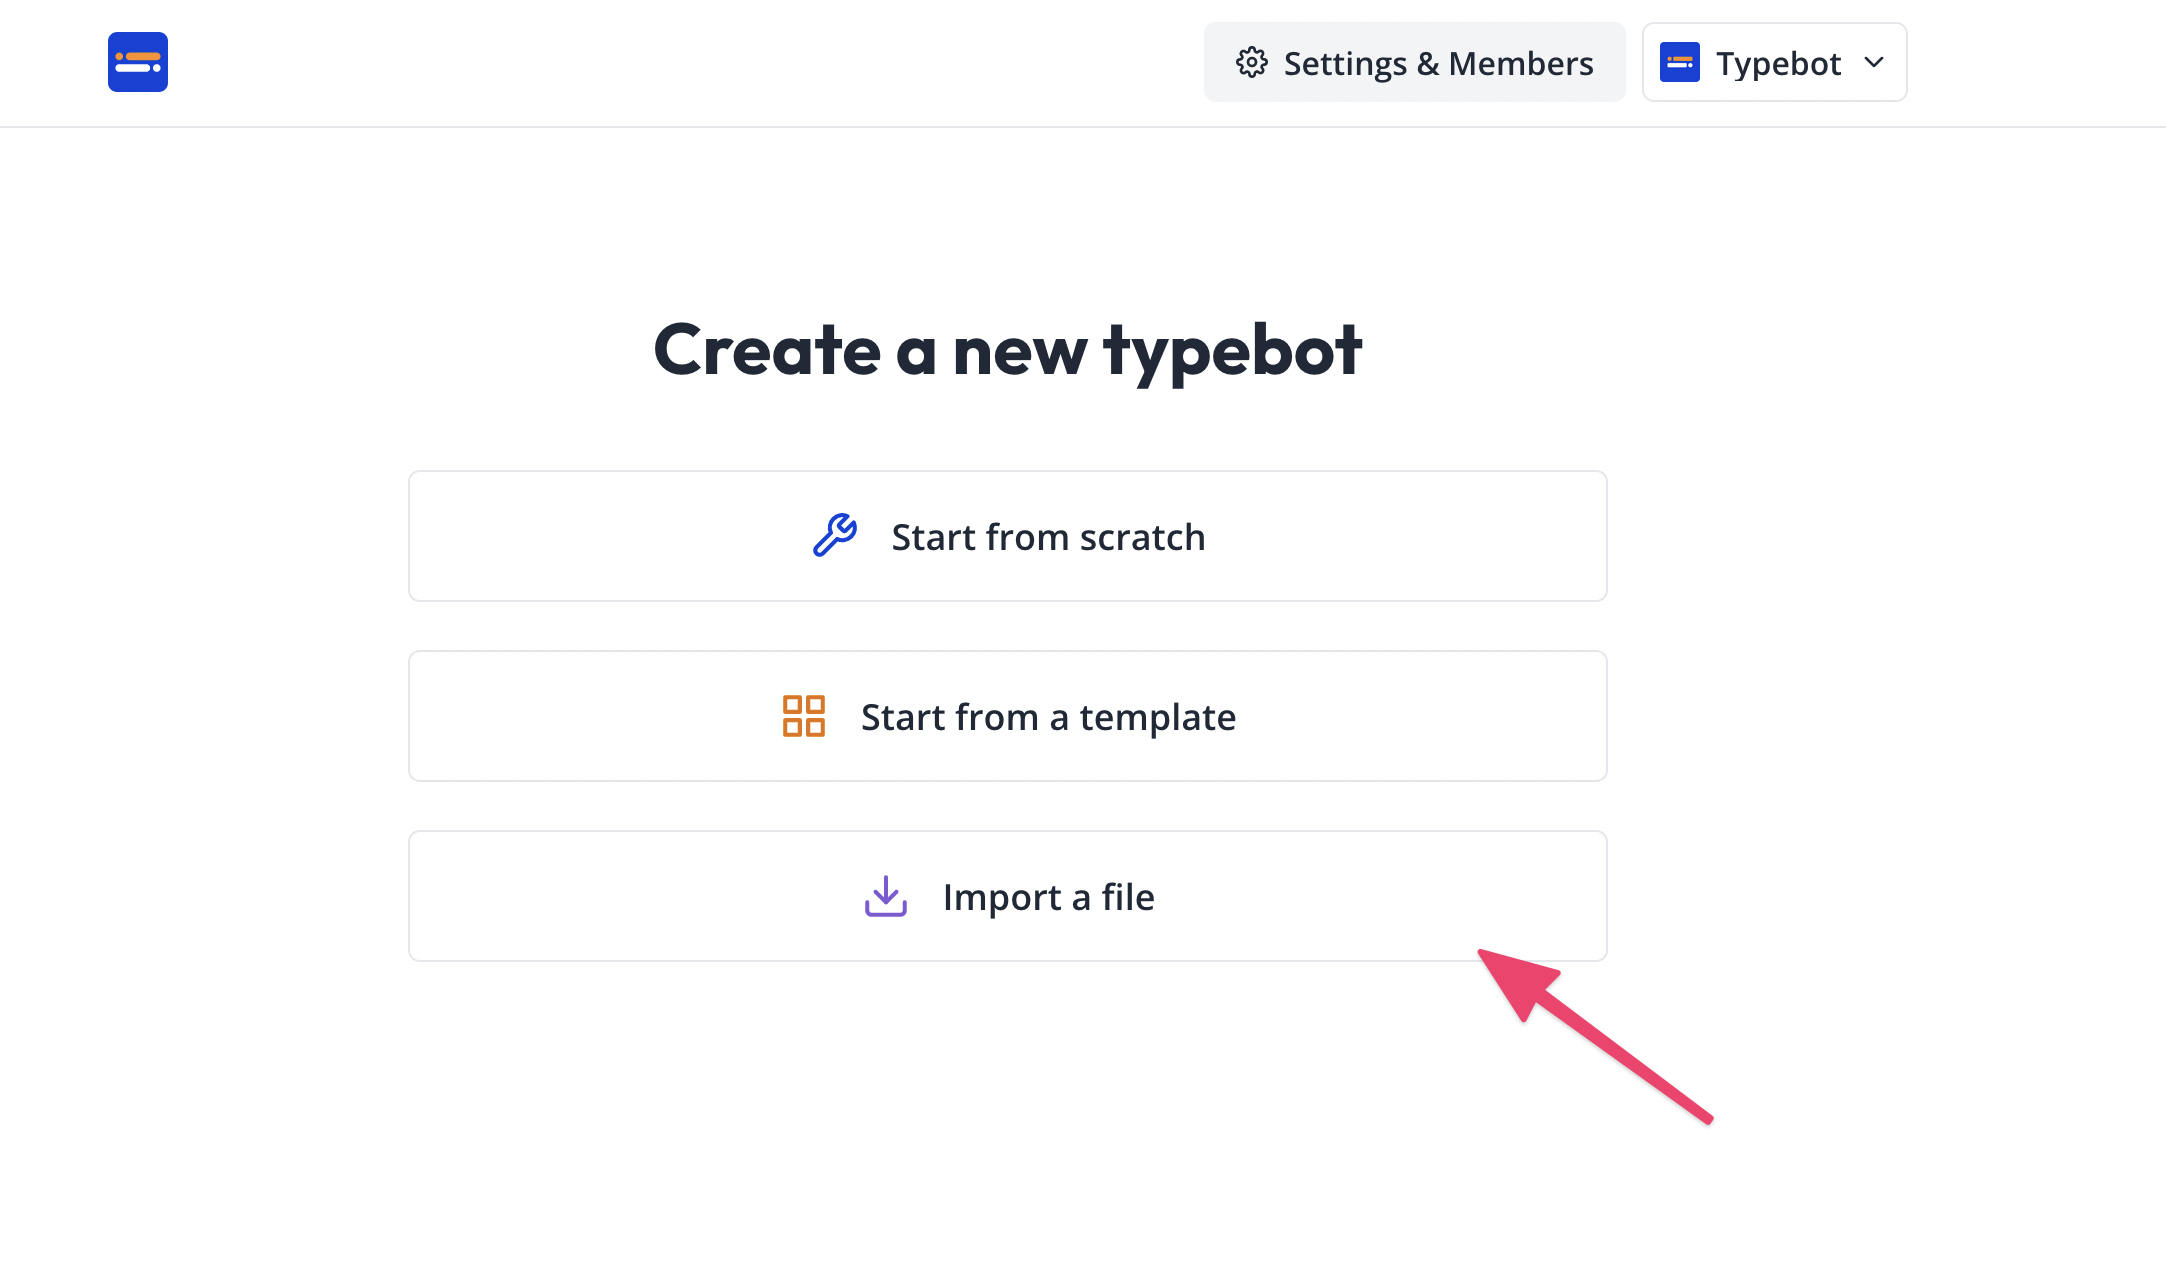 Settings & Members
Typebot
Create a new typebot
Start from scratch
Start from a template
Import a file